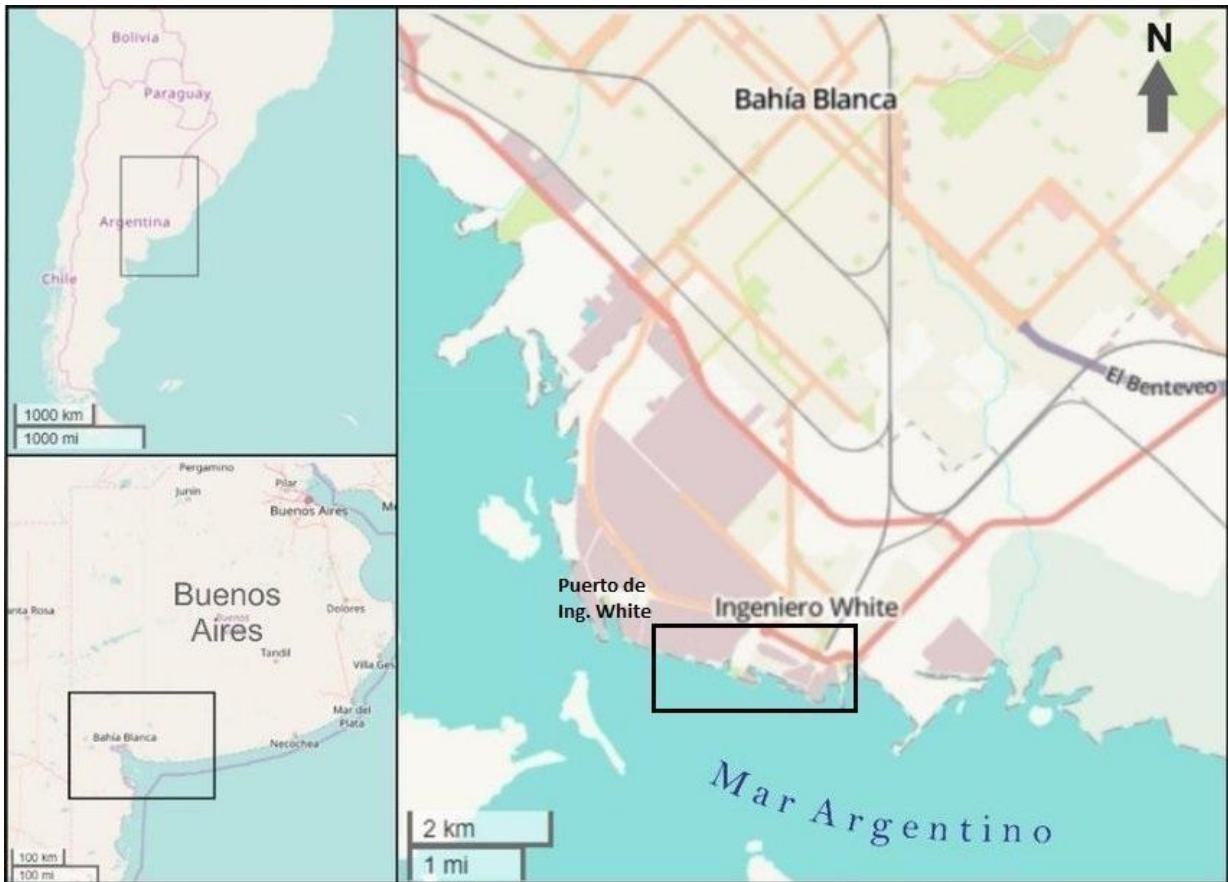 Bolivia
Paraguay
Argentina
Chile
1000 km
1000 mi
Pergamino
Junín
Pilar
Buenos Aires
Buenos
Aires
Dolores
Tandil
Villa Ges
Mar del
Plata
Necochea
Bahía Blanca
anta Rosa
100 km
100 mi
N
Bahía Blanca
El Benteveo
Puerto de
Ing. White
Ingeniero White
Mar Argentino
2 km
1 mi